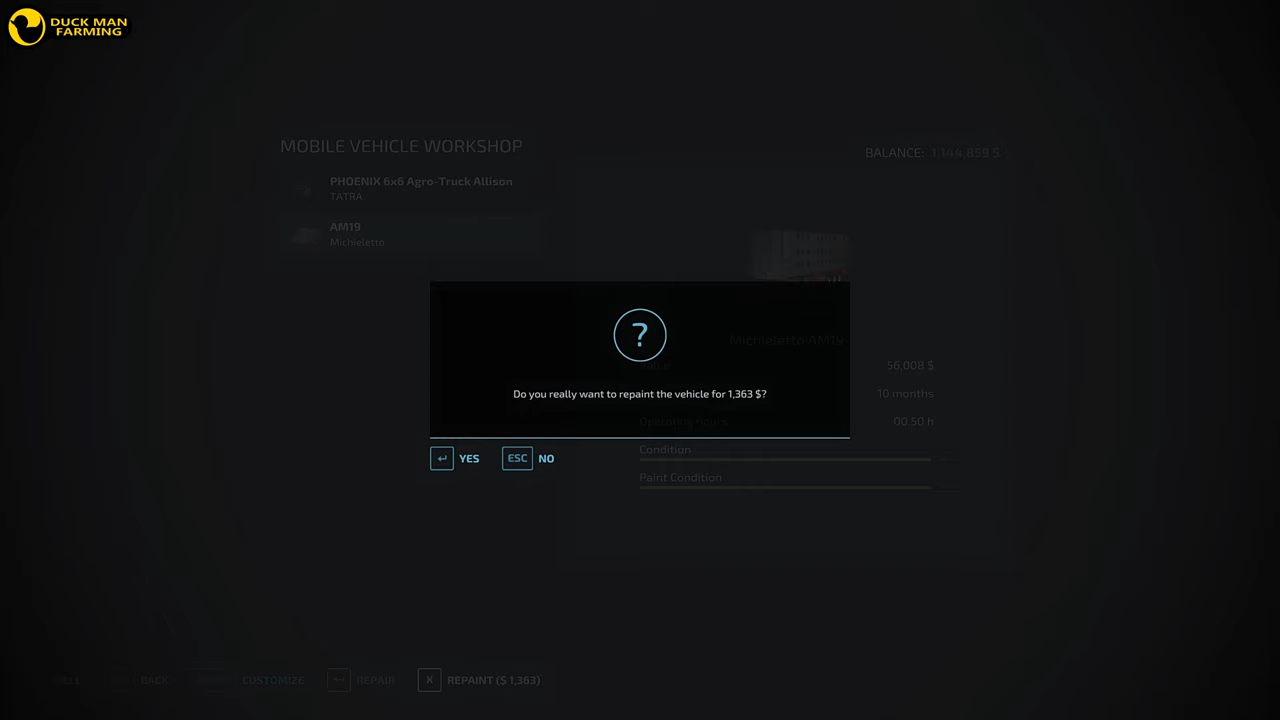 DUCK MAN
FARMING
MOBILE VEHICLE WORKSHOP
BALANCE: 1,144,859 $
PHOENIX 6x6 Agro-Truck Allison
TATRA
AM19
Michieletto
Michieletto AM19
56,008 $
?
Do you really want to repaint the vehicle for 1,363 $?
10 months
Operating hours
00.50 h
Condition
Paint Condition
↵ YES ESC NO
BACK CUSTOMIZE REPAIR X REPAINT ($ 1,363)